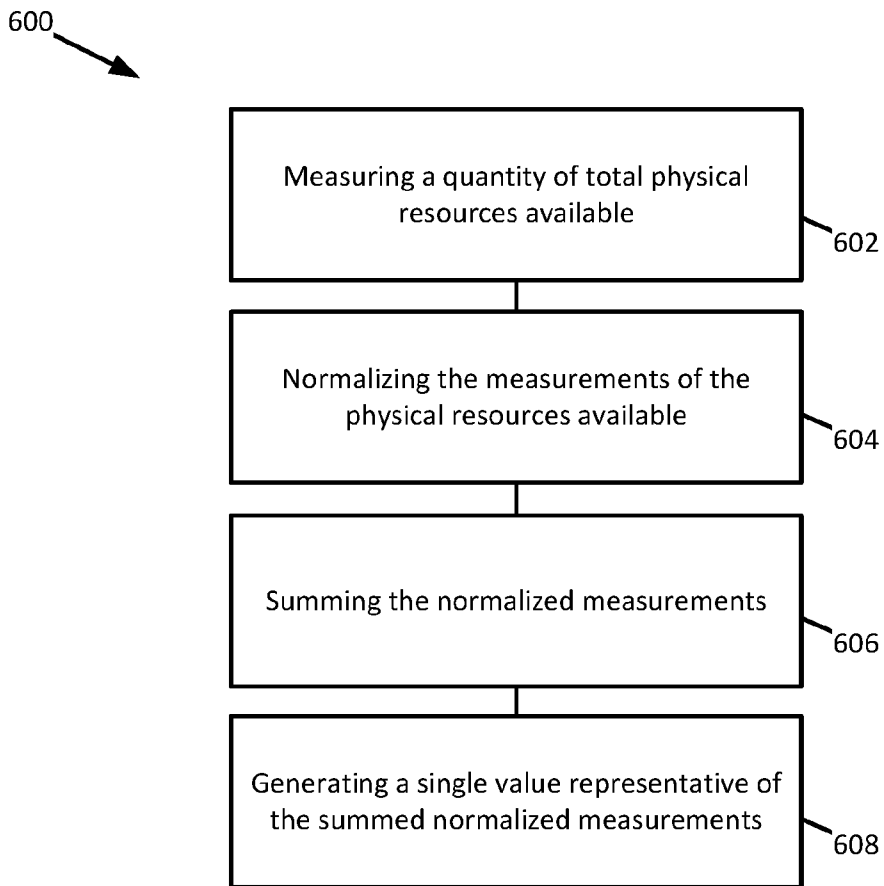 600
Measuring a quantity of total physical
resources available
602
Normalizing the measurements of the
physical resources available
604
Summing the normalized measurements
606
Generating a single value representative of
the summed normalized measurements
608